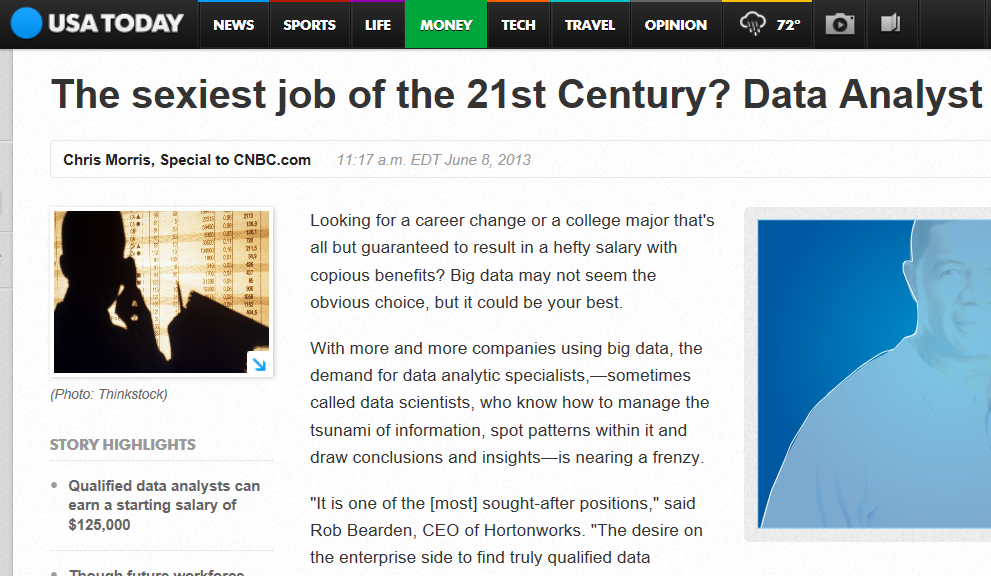 USA TODAY
NEWS
SPORTS
LIFE
MONEY
TECH
TRAVEL
OPINION
72°
The sexiest job of the 21st Century? Data Analyst
Chris Morris, Special to CNBC.com
11:17 a.m. EDT June 8, 2013
(Photo: Thinkstock)
STORY HIGHLIGHTS
Qualified data analysts can
earn a starting salary of
$125,000
Though future workforce
Looking for a career change or a college major that's
all but guaranteed to result in a hefty salary with
copious benefits? Big data may not seem the
obvious choice, but it could be your best.
With more and more companies using big data, the
demand for data analytic specialists,—sometimes
called data scientists, who know how to manage the
tsunami of information, spot patterns within it and
draw conclusions and insights—is nearing a frenzy.
"It is one of the [most] sought-after positions," said
Rob Bearden, CEO of Hortonworks. "The desire on
the enterprise side to find truly qualified data